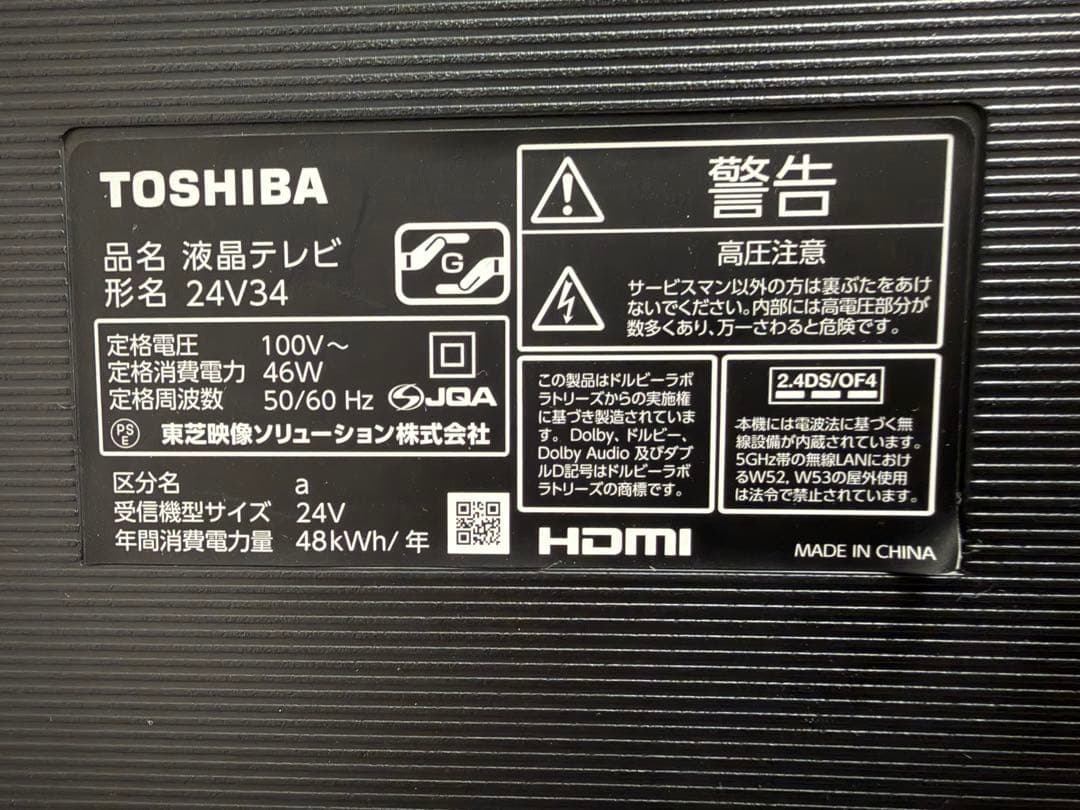 TOSHIBA
品名 液晶テレビ
形名 24V34
G
定格電圧 100V～
定格消費電力 46W
定格周波数 50/60 Hz JQA
PSE 東芝映像ソリューション株式会社
区分名 a
受信機型サイズ 24V
年間消費電力量 48kWh/年
警告
高圧注意
サービスマン以外の方は裏ぶたをあけ
ないでください。内部には高電圧部分が
数多くあり、万一さわると危険です。
この製品はドルビーラボ
ラトリーズからの実施権
に基づき製造されていま
す。Dolby、ドルビー、
Dolby Audio 及びダブ
ルD記号はドルビーラボ
ラトリーズの商標です。
2.4DS/OF4
本機には電波法に基づく無
線設備が内蔵されています。
5GHz帯の無線LANにおけ
るW52, W53の屋外使用
は法令で禁止されています。
HDMI
MADE IN CHINA